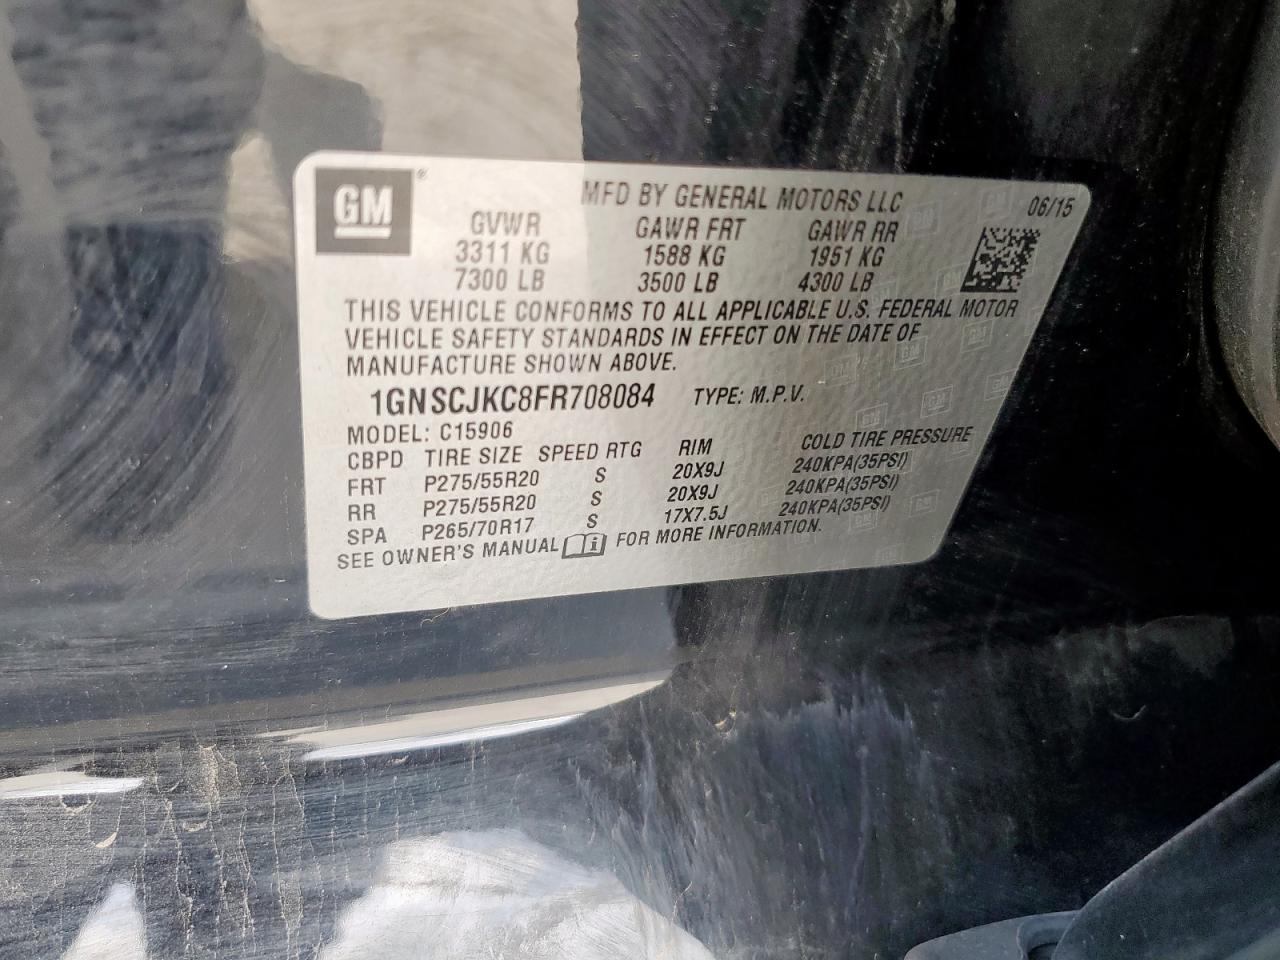 GM®
MFD BY GENERAL MOTORS LLC 06/15
GVWR GAWR FRT GAWR RR
3311 KG 1588 KG 1951 KG
7300 LB 3500 LB 4300 LB
THIS VEHICLE CONFORMS TO ALL APPLICABLE U.S. FEDERAL MOTOR
VEHICLE SAFETY STANDARDS IN EFFECT ON THE DATE OF
MANUFACTURE SHOWN ABOVE.
1GNSCJKC8FR708084 TYPE: M.P.V.
MODEL: C15906
CBPD TIRE SIZE SPEED RTG RIM COLD TIRE PRESSURE
FRT P275/55R20 S 20X9J 240KPA(35PSI)
RR P275/55R20 S 20X9J 240KPA(35PSI)
SPA P265/70R17 S 17X7.5J 240KPA(35PSI)
SEE OWNER'S MANUAL FOR MORE INFORMATION.